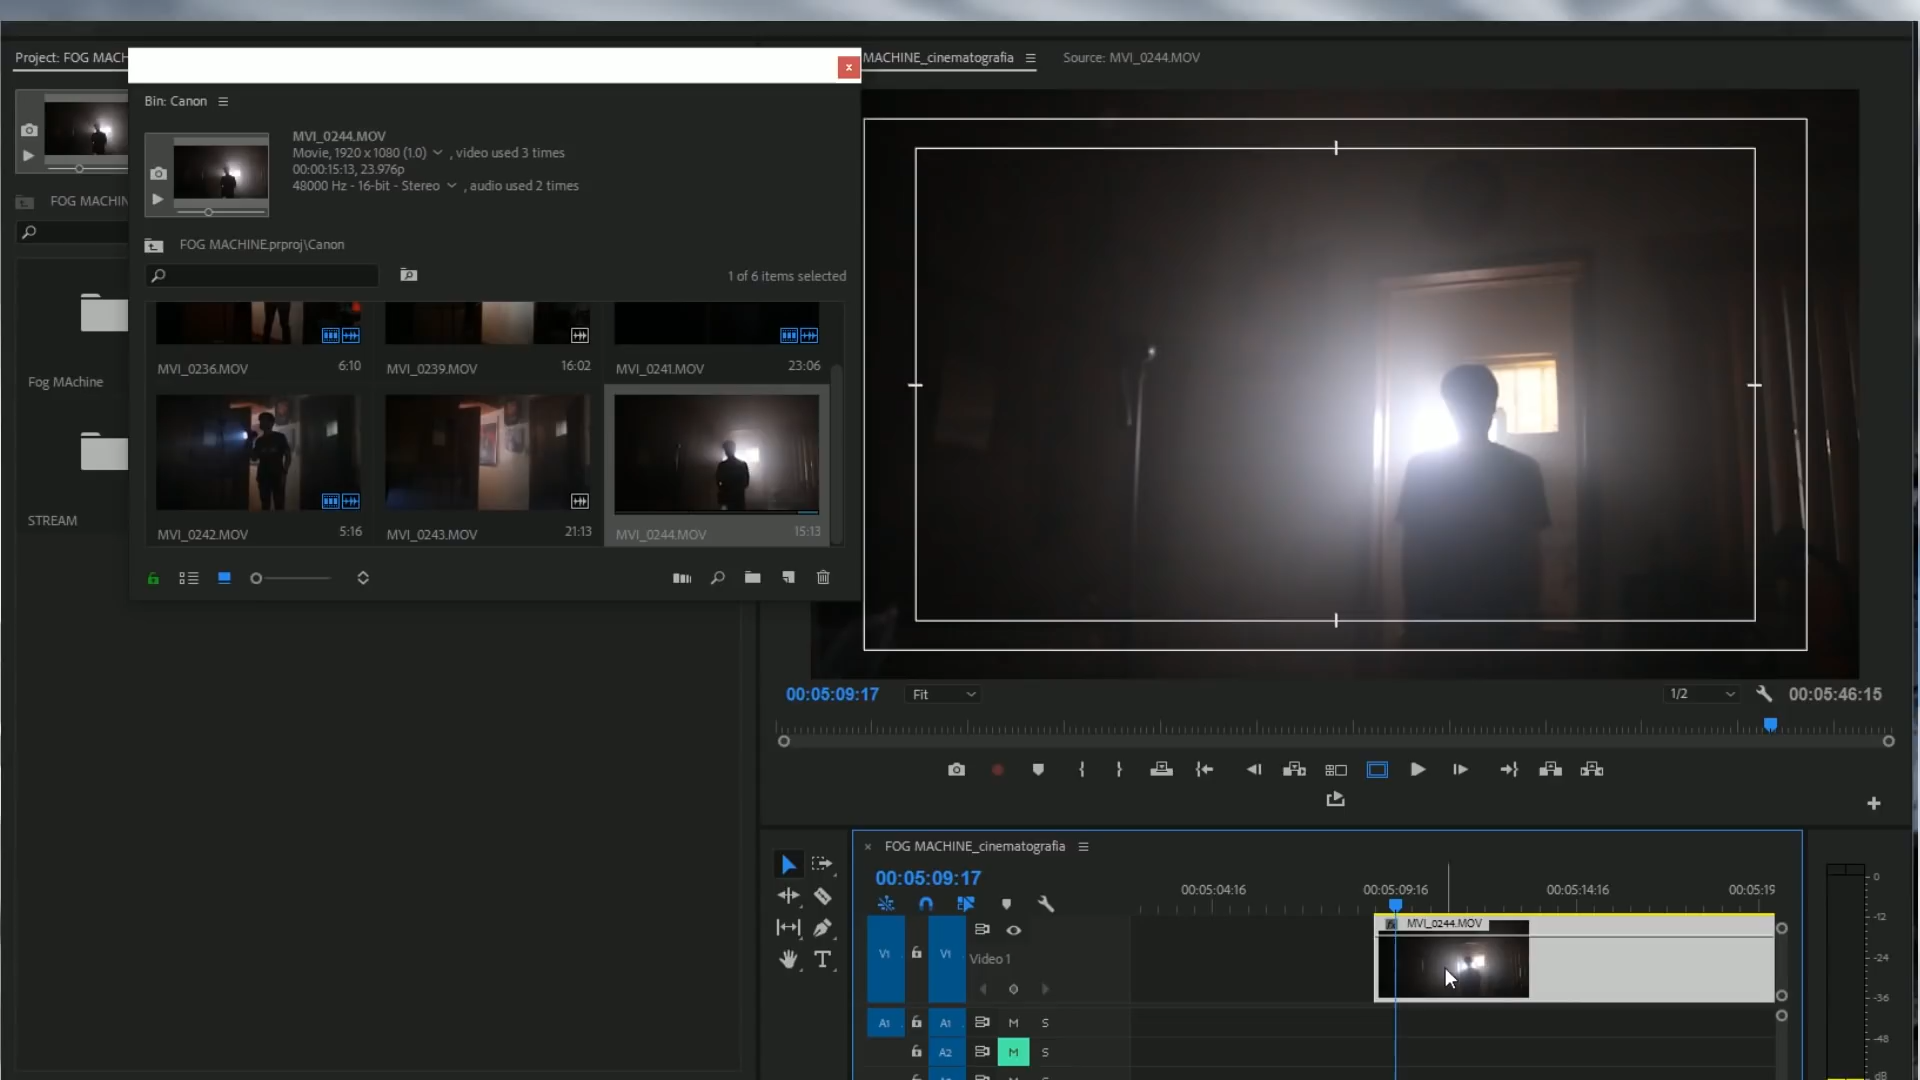 Project: FOG MACH
MACHINE_cinematografia
Source: MVI_0244.MOV
Bin: Canon
MVI_0244.MOV
Movie, 1920 x 1080 (1.0) , video used 3 times
00:00:15:13, 23.976p
48000 Hz - 16-bit - Stereo , audio used 2 times
FOG MACHIN
FOG MACHINE.prproj\Canon
1 of 6 items selected
MVI_0236.MOV 6:10
MVI_0239.MOV 16:02
MVI_0241.MOV 23:06
Fog MAchine
MVI_0242.MOV 5:16
MVI_0243.MOV 21:13
MVI_0244.MOV 15:13
STREAM
00:05:09:17
Fit
1/2
00:05:46:15
FOG MACHINE_cinematografia
00:05:09:17
00:05:04:16
00:05:09:16
00:05:14:16
00:05:19
fx MVI_0244.MOV
V1 V1
Video 1
A1 A1 M S
A2 M S
T
0
-12
-24
-36
-48
dB